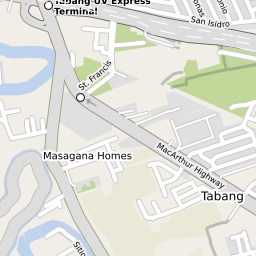 Tabang UV Express
Terminal
San Isidro
St. Francis
MacArthur Highway
Masagana Homes
Tabang